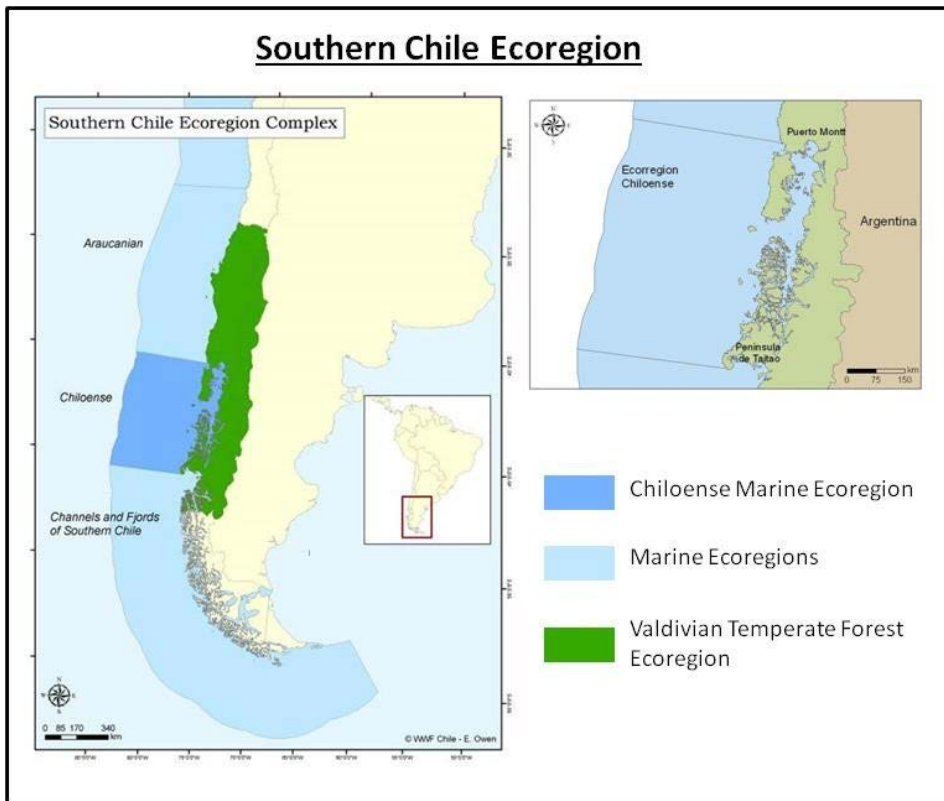 Southern Chile Ecoregion
Southern Chile Ecoregion Complex
Araucanian
Chiloense
Channels and Fjords
of Southern Chile
N
W
E
S
0 85 170 340
km
© WWF Chile - E. Owen
Puerto Montt
Ecorregion
Chiloense
Argentina
Peninsula
de Taitao
km
0 75 150
Chiloense Marine Ecoregion
Marine Ecoregions
Valdivian Temperate Forest
Ecoregion